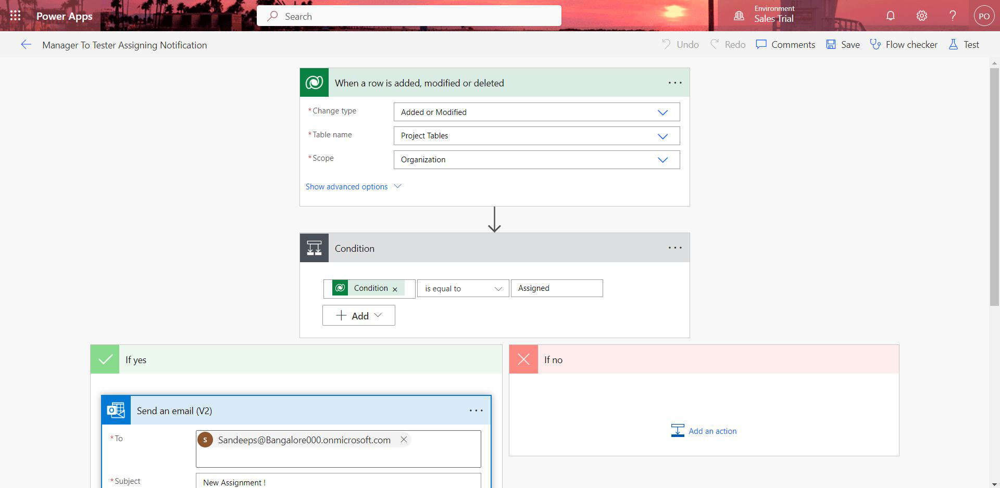 Power Apps
Search
Environment
Sales Trial
?
PO
Manager To Tester Assigning Notification
Undo
Redo
Comments
Save
Flow checker
Test
When a row is added, modified or deleted
*Change type
Added or Modified
*Table name
Project Tables
*Scope
Organization
Show advanced options
Condition
Condition ×
is equal to
Assigned
+ Add
If yes
If no
Send an email (V2)
*To
S
Sandeeps@Bangalore000.onmicrosoft.com
Add an action
*Subject
New Assignment !